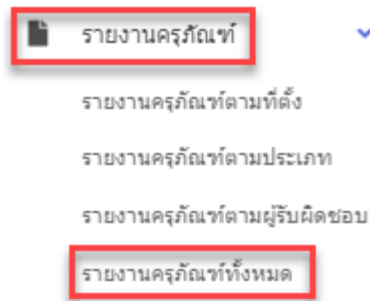 รายงานครุภัณฑ์
รายงานครุภัณฑ์ตามที่ตั้ง
รายงานครุภัณฑ์ตามประเภท
รายงานครุภัณฑ์ตามผู้รับผิดชอบ
รายงานครุภัณฑ์ทั้งหมด